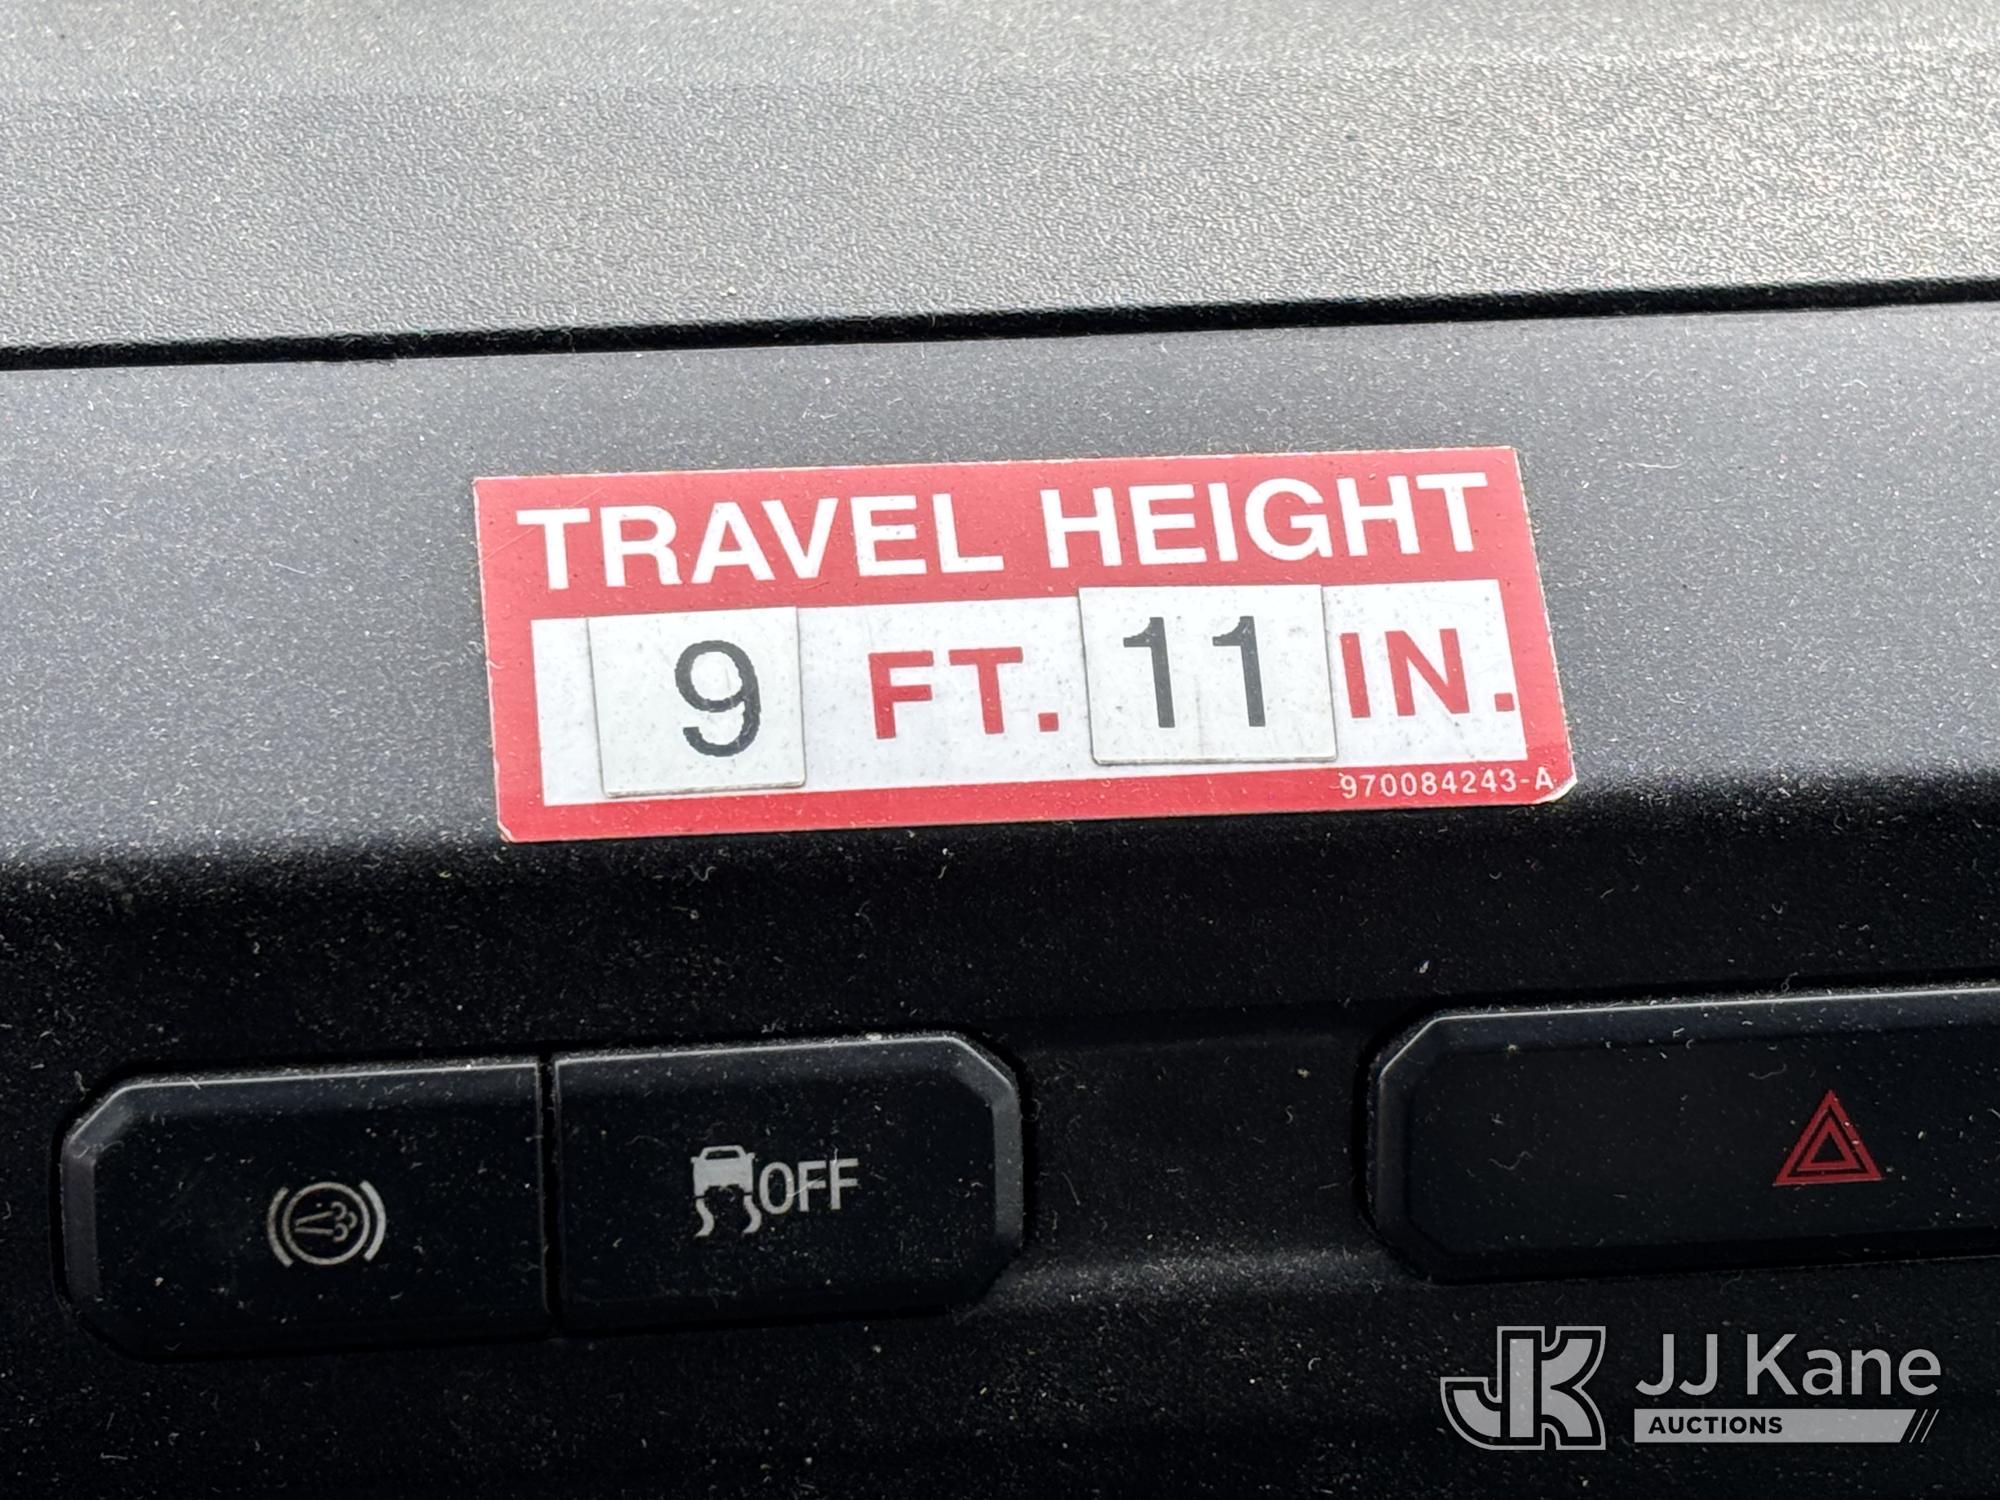 TRAVEL HEIGHT
9 FT. 11 IN.
970084243-A
OFF
JJ Kane
AUCTIONS